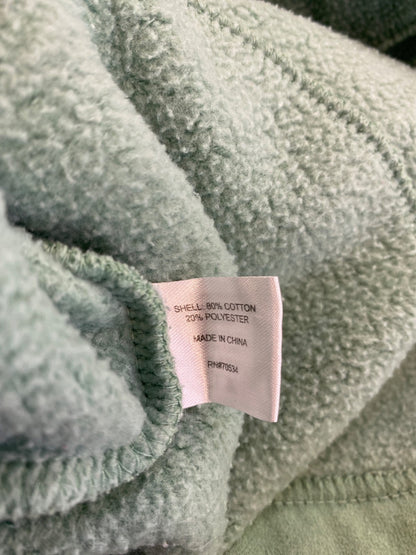 SHELL: 80% COTTON
20% POLYESTER
MADE IN CHINA
RN#70534